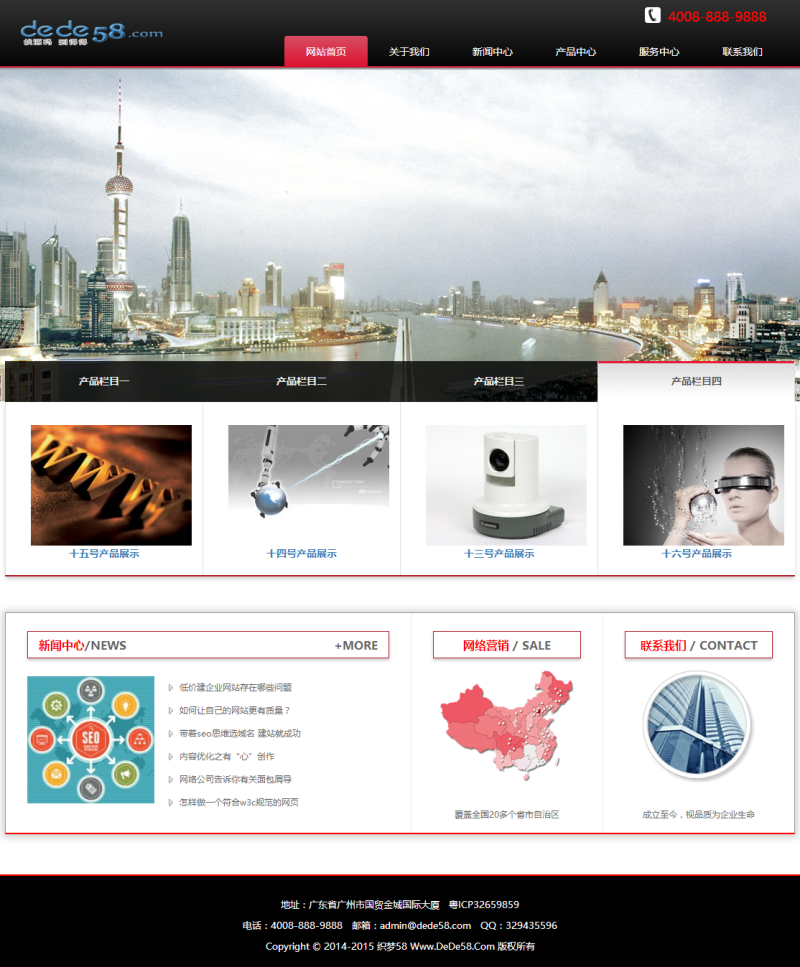 dede58.com
4008-888-9888
网站首页 关于我们 新闻中心 产品中心 服务中心 联系我们
产品栏目一 产品栏目二 产品栏目三 产品栏目四
WWW
十五号产品展示 十四号产品展示 十三号产品展示 十六号产品展示
新闻中心/NEWS +MORE
网络营销 / SALE
联系我们 / CONTACT
SEO
低价建企业网站存在哪些问题
如何让自己的网站更有质量？
带着seo思维选域名 建站就成功
内容优化之有“心”创作
网络公司告诉你有关面包屑导
怎样做一个符合w3c规范的网页
覆盖全国20多个省市自治区
成立至今，视品质为企业生命
地址：广东省广州市国贸金城国际大厦 粤ICP32659859
电话：4008-888-9888 邮箱：admin@dede58.com QQ：329435596
Copyright © 2014-2015 织梦58 Www.DeDe58.Com 版权所有